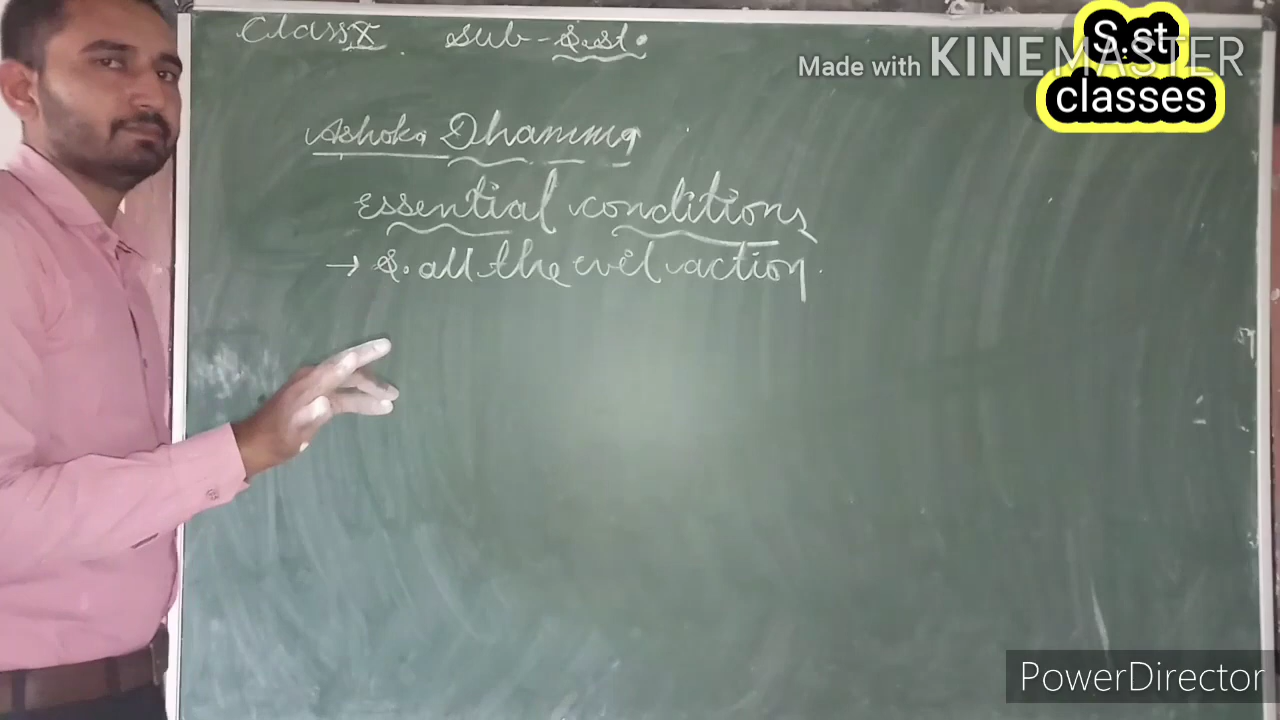 Class X sub - S.st.
Ashoka Dhamma
Essential conditions
→ S. all the evil action.
S.st
classes
Made with KINEMASTER
PowerDirector